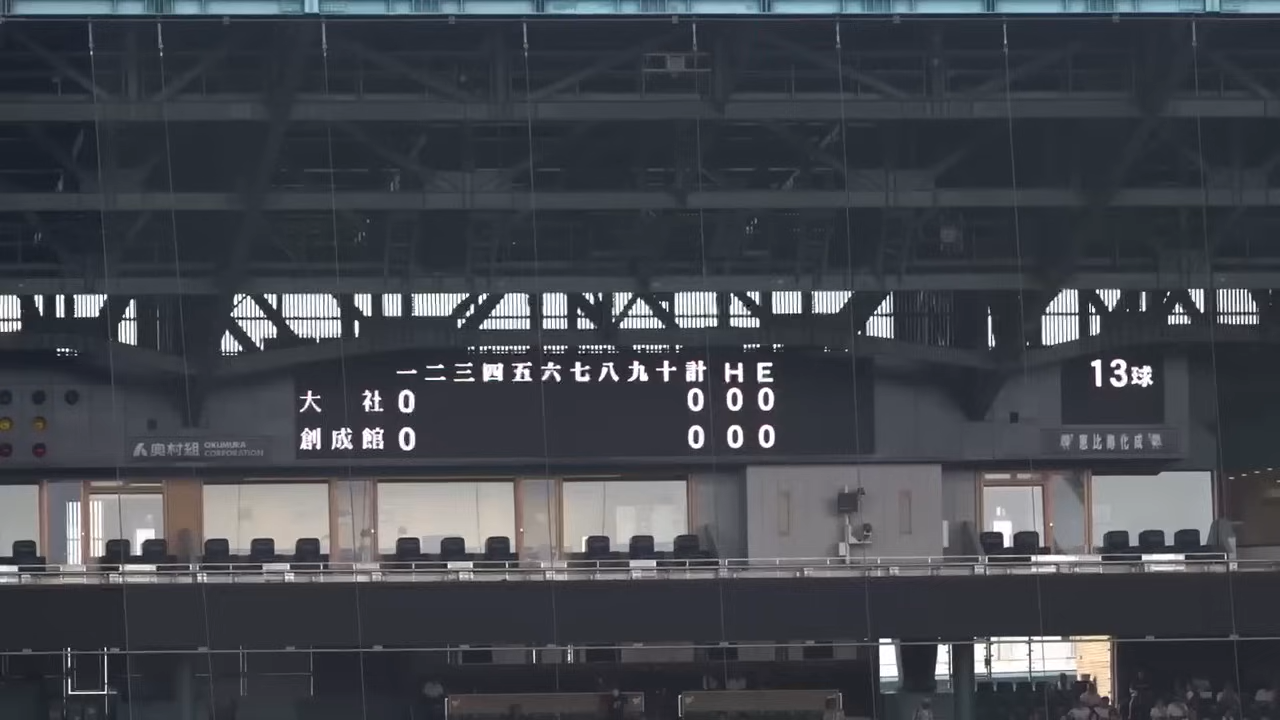 一二三四五六七八九十計 H E
大 社 0 0 0 0
創成館 0 0 0 0
13球
奥村組 OKUMURA CORPORATION